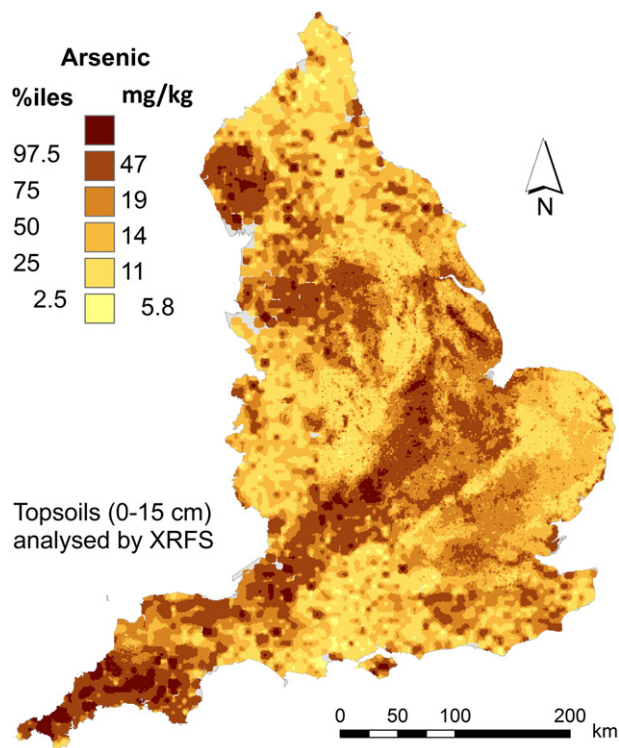 Arsenic
%iles mg/kg
97.5 47
75 19
50 14
25 11
2.5 5.8
N
Topsoils (0-15 cm)
analysed by XRFS
0 50 100 200
km